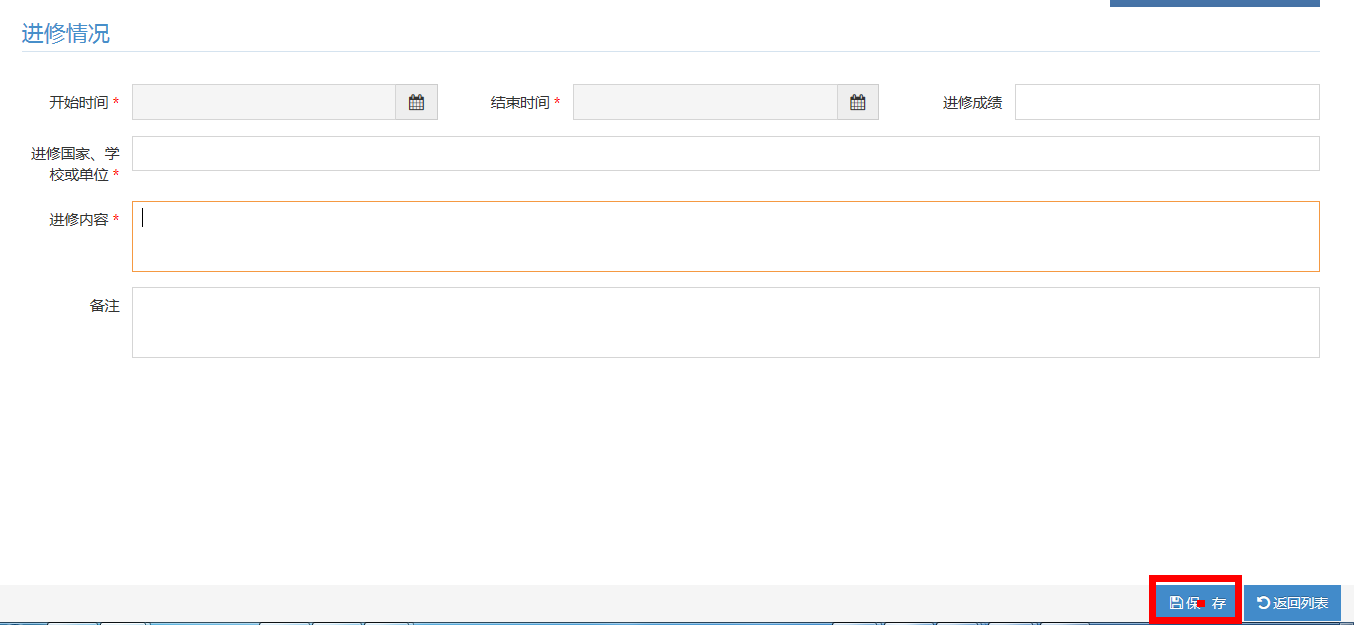 进修情况
开始时间 * 结束时间 * 进修成绩
进修国家、学
校或单位 *
进修内容 *
备注
保 存 返回列表